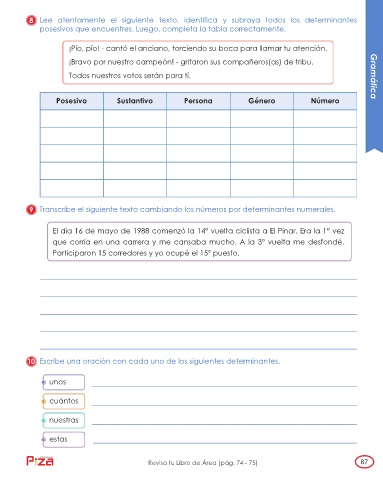 8 Lee atentamente el siguiente texto, identifica y subraya todos los determinantes
posesivos que encuentres. Luego, completa la tabla correctamente.
¡Pío, pío! - cantó el anciano, torciendo su boca para llamar tu atención.
¡Bravo por nuestro campeón! - gritaron sus compañeros(as) de tribu.
Todos nuestros votos serán para ti.
Gramática
Posesivo Sustantivo Persona Género Número
9 Transcribe el siguiente texto cambiando los números por determinantes numerales.
El día 16 de mayo de 1988 comenzó la 14ª vuelta ciclista a El Pinar. Era la 1ª vez
que corría en una carrera y me cansaba mucho. A la 3ª vuelta me desfondé.
Participaron 15 corredores y yo ocupé el 15º puesto.
10 Escribe una oración con cada uno de los siguientes determinantes.
unos
cuántos
nuestras
estas
Revisa tu Libro de Área (pág. 74 - 75)
87